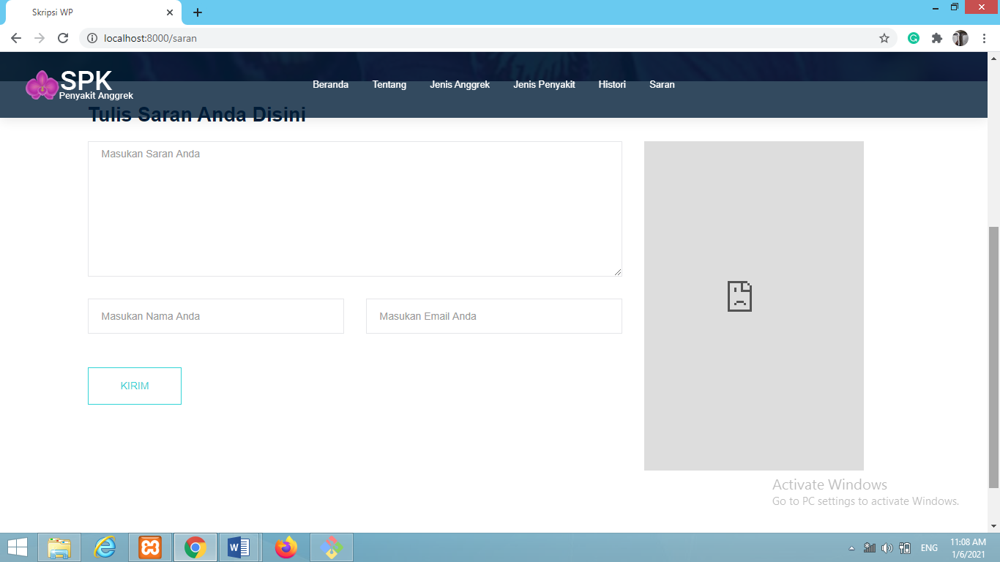 Skripsi WP
localhost:8000/saran
SPK
Penyakit Anggrek
Beranda Tentang Jenis Anggrek Jenis Penyakit Histori Saran
Tulis Saran Anda Disini
Masukan Saran Anda
Masukan Nama Anda Masukan Email Anda
KIRIM
Activate Windows
Go to PC settings to activate Windows.
ENG 11:08 AM
1/6/2021